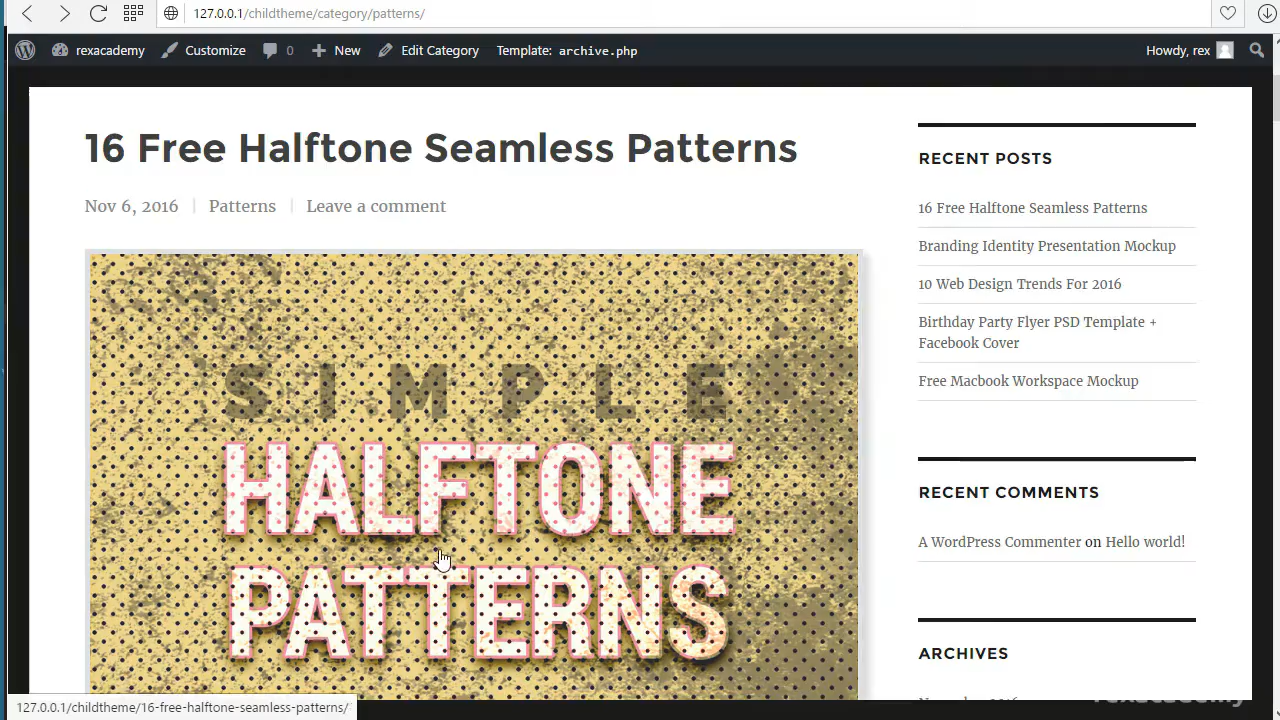 127.0.0.1/childtheme/category/patterns/
rexacademy Customize 0 New Edit Category Template: archive.php Howdy, rex
16 Free Halftone Seamless Patterns
Nov 6, 2016 Patterns Leave a comment
SIMPLE
HALFTONE
PATTERNS
RECENT POSTS
16 Free Halftone Seamless Patterns
Branding Identity Presentation Mockup
10 Web Design Trends For 2016
Birthday Party Flyer PSD Template +
Facebook Cover
Free Macbook Workspace Mockup
RECENT COMMENTS
A WordPress Commenter on Hello world!
ARCHIVES
November 2016
rexacademy
127.0.0.1/childtheme/16-free-halftone-seamless-patterns/